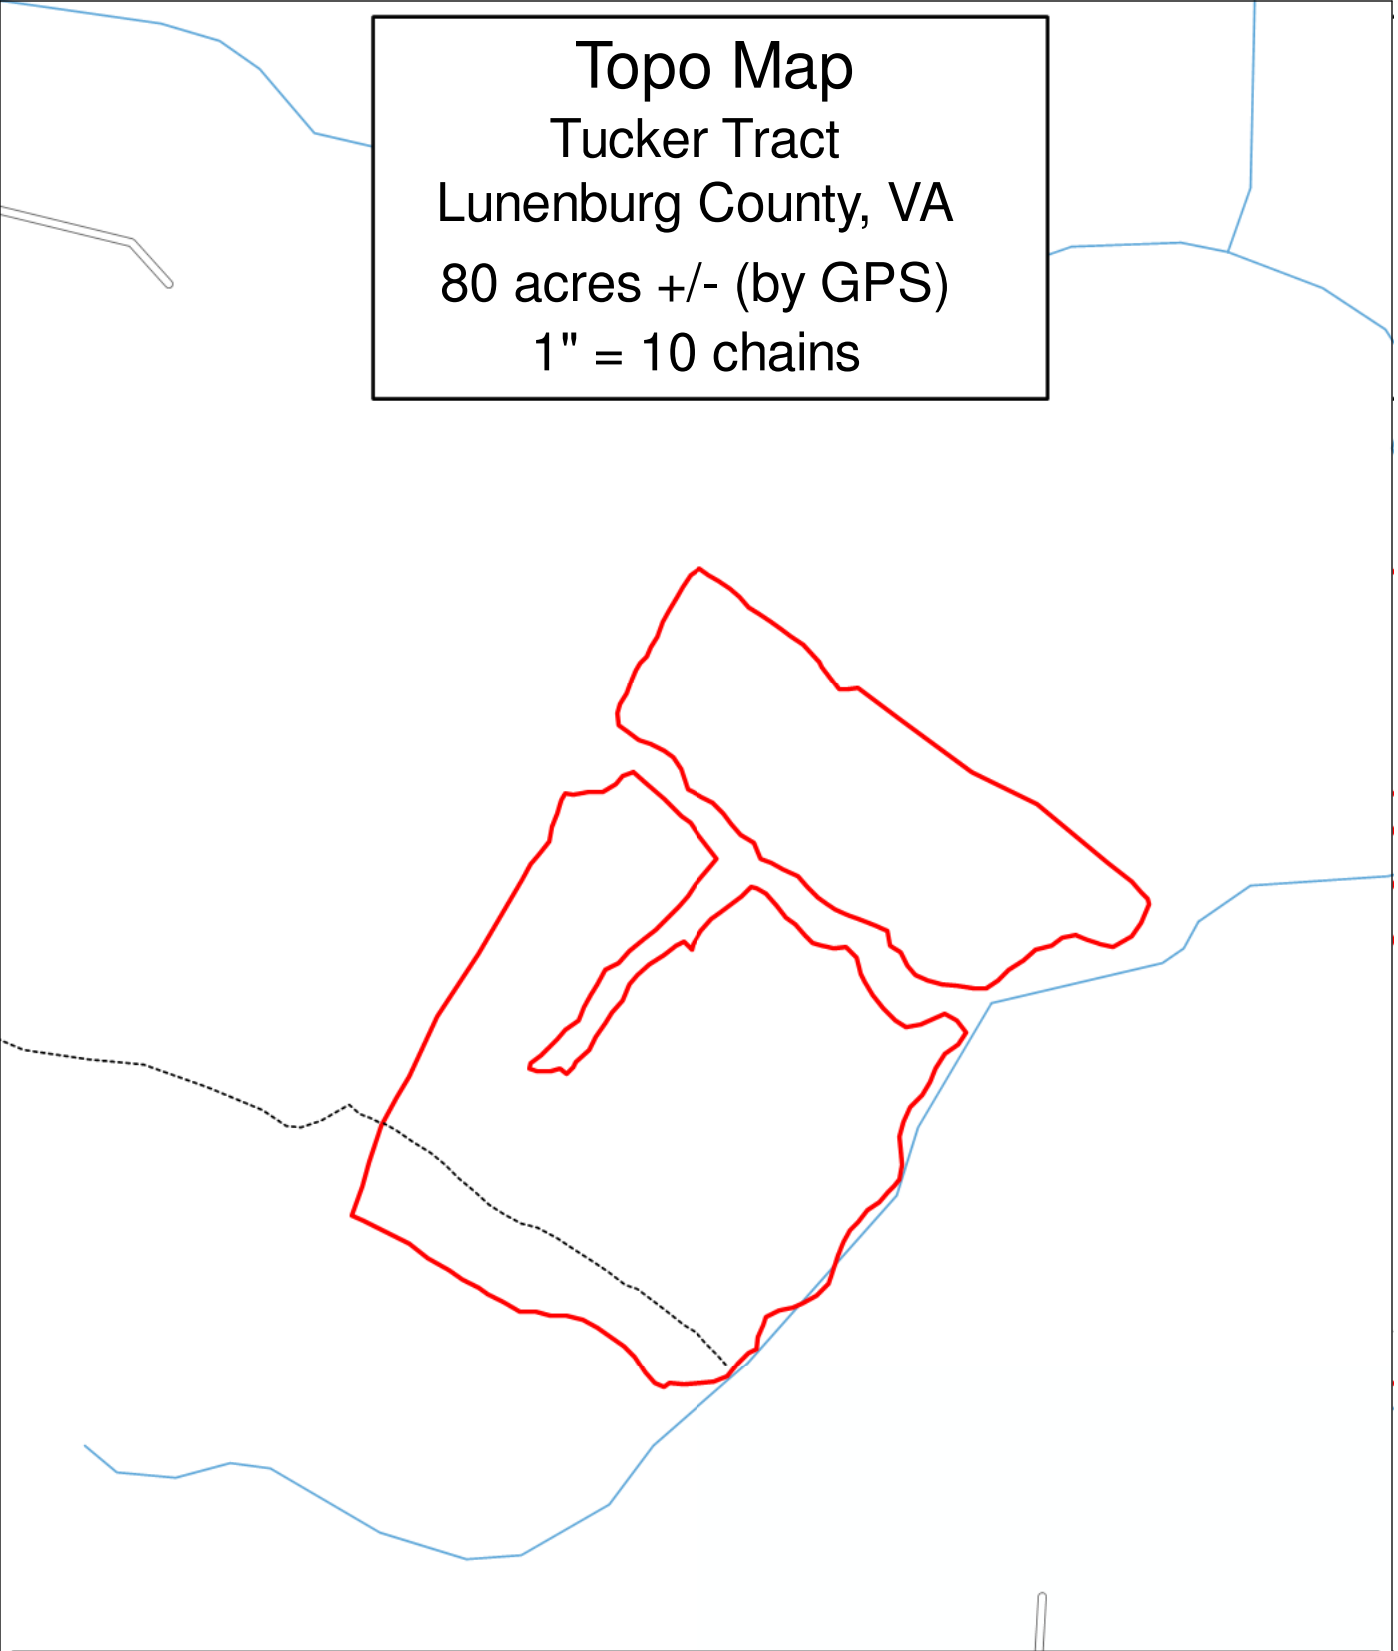 Topo Map
Tucker Tract
Lunenburg County, VA
80 acres +/- (by GPS)
1" = 10 chains